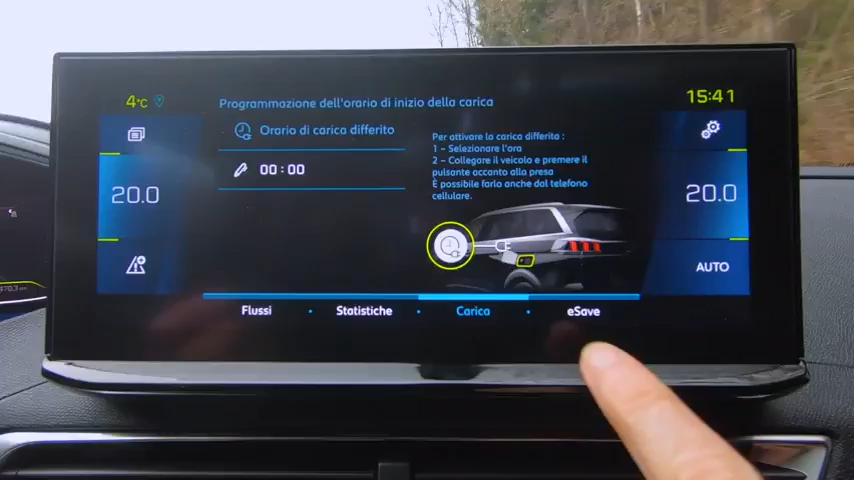 4°C
15:41
Programmazione dell'orario di inizio della carica
Orario di carica differito
00:00
Per attivare la carica differita :
1 - Selezionare l'ora
2 - Collegare il veicolo e premere il
pulsante accanto alla presa
È possibile farlo anche dal telefono
cellulare.
20.0
20.0
AUTO
Flussi
Statistiche
Carica
eSave